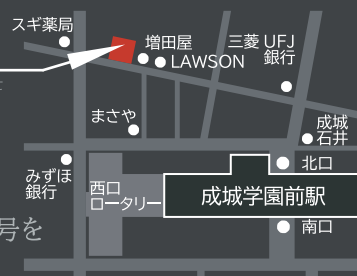 スギ薬局
増田屋
LAWSON
三菱 UFJ
銀行
まさや
成城
石井
みずほ
銀行
西口
ロータリー
北口
成城学園前駅
南口
号を